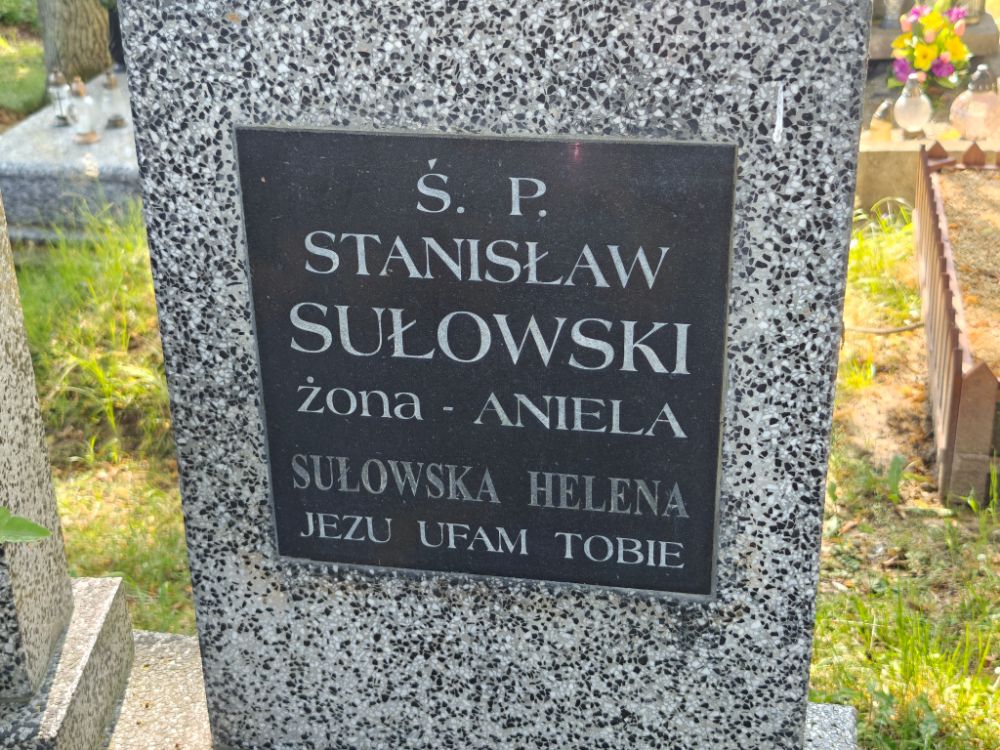 Ś. P.
STANISŁAW
SUŁOWSKI
żona - ANIELA
SUŁOWSKA HELENA
JEZU UFAM TOBIE